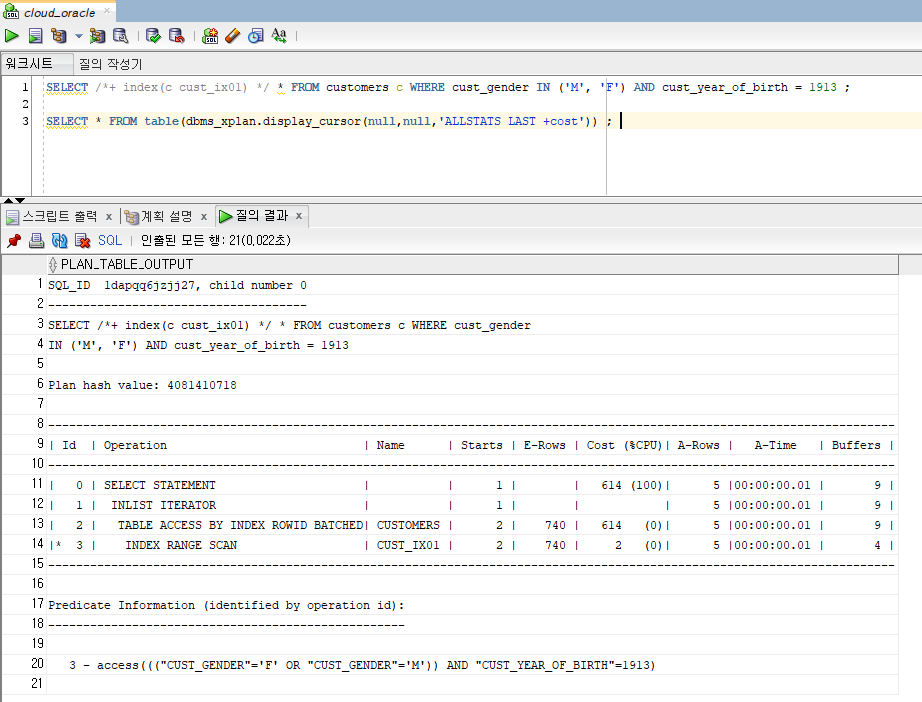 cloud_oracle ×
워크시트 질의 작성기
1 SELECT /*+ index(c cust_ix01) */ * FROM customers c WHERE cust_gender IN ('M', 'F') AND cust_year_of_birth = 1913 ;
2
3 SELECT * FROM table(dbms_xplan.display_cursor(null,null,'ALLSTATS LAST +cost')) ;
스크립트 출력 × 계획 설명 × 질의 결과 ×
SQL | 인출된 모든 행: 21(0,022초)
PLAN_TABLE_OUTPUT
1 SQL_ID  1dapqq6jzjj27, child number 0
2 -------------------------------------
3 SELECT /*+ index(c cust_ix01) */ * FROM customers c WHERE cust_gender
4 IN ('M', 'F') AND cust_year_of_birth = 1913
5
6 Plan hash value: 4081410718
7
8 -------------------------------------------------------------------------------------------------------------------------
9 | Id  | Operation                            | Name      | Starts | E-Rows | Cost (%CPU)| A-Rows |   A-Time   | Buffers |
10 -------------------------------------------------------------------------------------------------------------------------
11 |   0 | SELECT STATEMENT                     |           |      1 |        |   614 (100)|      5 |00:00:00.01 |       9 |
12 |   1 |  INLIST ITERATOR                     |           |      1 |        |            |      5 |00:00:00.01 |       9 |
13 |   2 |   TABLE ACCESS BY INDEX ROWID BATCHED| CUSTOMERS |      2 |    740 |   614   (0)|      5 |00:00:00.01 |       9 |
14 |*  3 |    INDEX RANGE SCAN                  | CUST_IX01 |      2 |    740 |     2   (0)|      5 |00:00:00.01 |       4 |
15 -------------------------------------------------------------------------------------------------------------------------
16
17 Predicate Information (identified by operation id):
18 ---------------------------------------------------
19
20    3 - access((("CUST_GENDER"='F' OR "CUST_GENDER"='M')) AND "CUST_YEAR_OF_BIRTH"=1913)
21